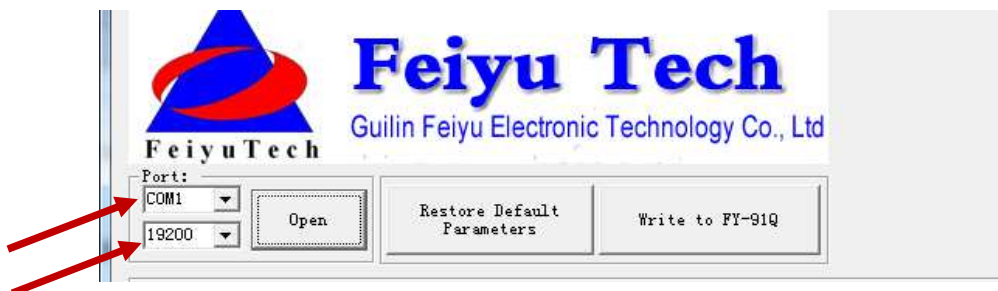 Feiyu Tech
Guilin Feiyu Electronic Technology Co., Ltd
FeiyuTech
Port:
COM1
19200
Open
Restore Default
Parameters
Write to FY-91Q